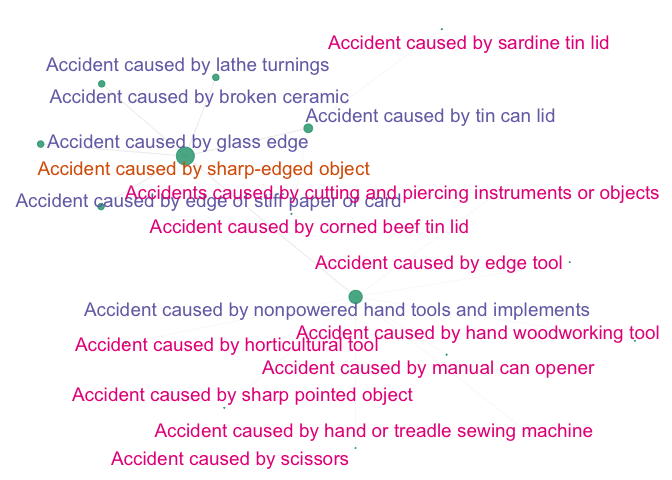 Accident caused by sardine tin lid
Accident caused by lathe turnings
Accident caused by broken ceramic
Accident caused by tin can lid
Accident caused by glass edge
Accident caused by sharp-edged object
Accidents caused by cutting and piercing instruments or objects
Accident caused by edge of stiff paper or card
Accident caused by corned beef tin lid
Accident caused by edge tool
Accident caused by nonpowered hand tools and implements
Accident caused by hand woodworking tool
Accident caused by horticultural tool
Accident caused by manual can opener
Accident caused by sharp pointed object
Accident caused by hand or treadle sewing machine
Accident caused by scissors